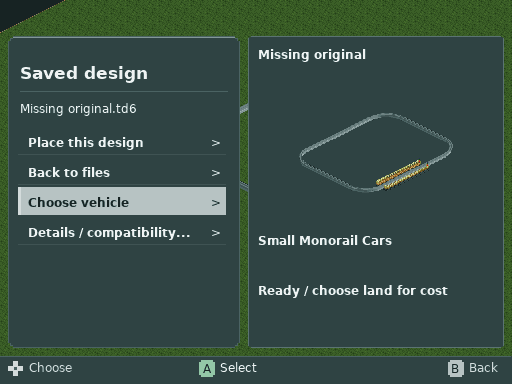 Saved design
Missing original.td6
Place this design >
Back to files >
Choose vehicle >
Details / compatibility... >
Missing original
Small Monorail Cars
Ready / choose land for cost
Choose
A Select
B Back